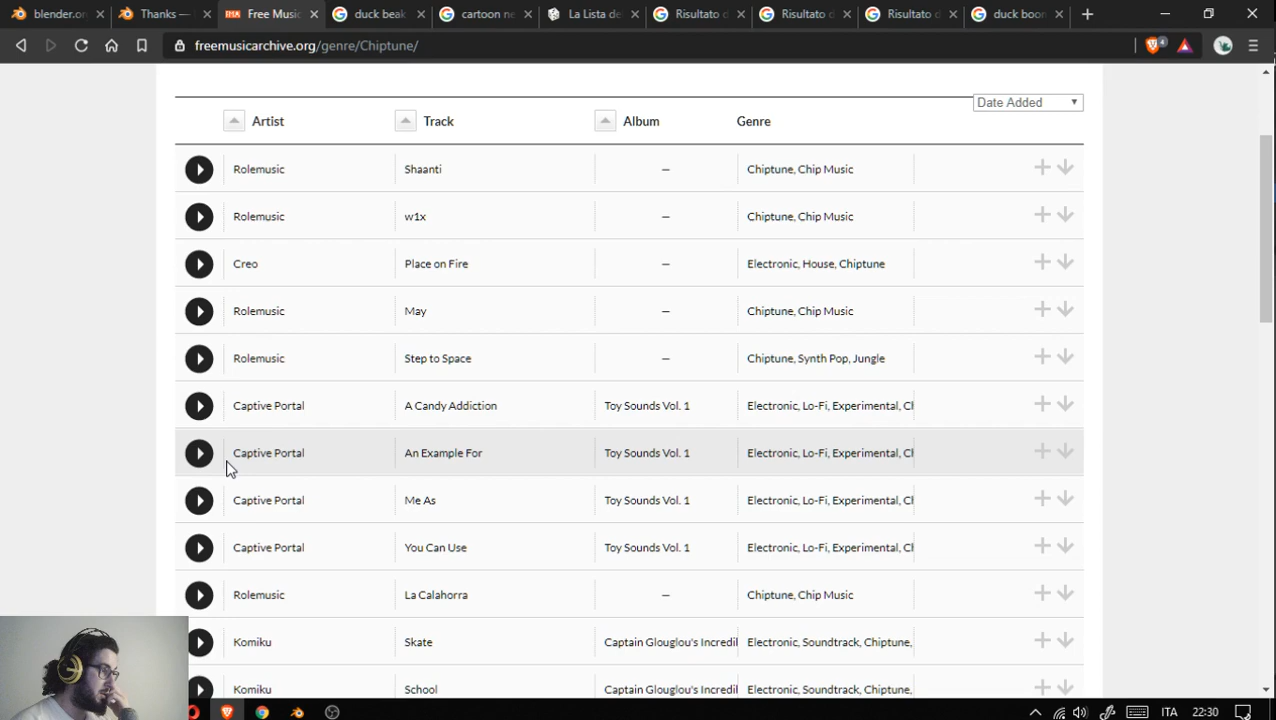 blender.or
Thanks —
Free Music
duck beak
cartoon ne
La Lista de
Risultato d
Risultato d
Risultato d
duck boon
freemusicarchive.org/genre/Chiptune/
4
Date Added
Artist Track Album Genre
Rolemusic Shaanti — Chiptune, Chip Music
Rolemusic w1x — Chiptune, Chip Music
Creo Place on Fire — Electronic, House, Chiptune
Rolemusic May — Chiptune, Chip Music
Rolemusic Step to Space — Chiptune, Synth Pop, Jungle
Captive Portal A Candy Addiction Toy Sounds Vol. 1 Electronic, Lo-Fi, Experimental, Ch
Captive Portal An Example For Toy Sounds Vol. 1 Electronic, Lo-Fi, Experimental, Ch
Captive Portal Me As Toy Sounds Vol. 1 Electronic, Lo-Fi, Experimental, Ch
Captive Portal You Can Use Toy Sounds Vol. 1 Electronic, Lo-Fi, Experimental, Ch
Rolemusic La Calahorra — Chiptune, Chip Music
Komiku Skate Captain Glouglou's Incredil Electronic, Soundtrack, Chiptune,
Komiku School Captain Glouglou's Incredil Electronic, Soundtrack, Chiptune,
ITA 22:30